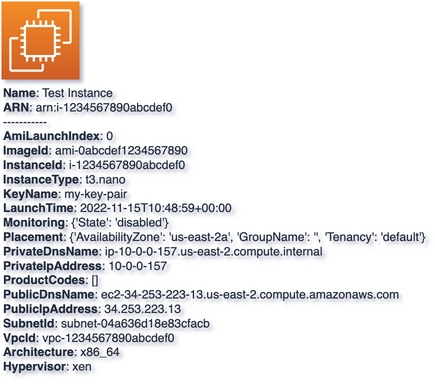 Name: Test Instance
ARN: arn:i-1234567890abcdef0
-----------
AmiLaunchIndex: 0
ImageId: ami-0abcdef1234567890
InstanceId: i-1234567890abcdef0
InstanceType: t3.nano
KeyName: my-key-pair
LaunchTime: 2022-11-15T10:48:59+00:00
Monitoring: {'State': 'disabled'}
Placement: {'AvailabilityZone': 'us-east-2a', 'GroupName': '', 'Tenancy': 'default'}
PrivateDnsName: ip-10-0-0-157.us-east-2.compute.internal
PrivateIpAddress: 10-0-0-157
ProductCodes: []
PublicDnsName: ec2-34-253-223-13.us-east-2.compute.amazonaws.com
PublicIpAddress: 34.253.223.13
SubnetId: subnet-04a636d18e83cfacb
VpcId: vpc-1234567890abcdef0
Architecture: x86_64
Hypervisor: xen